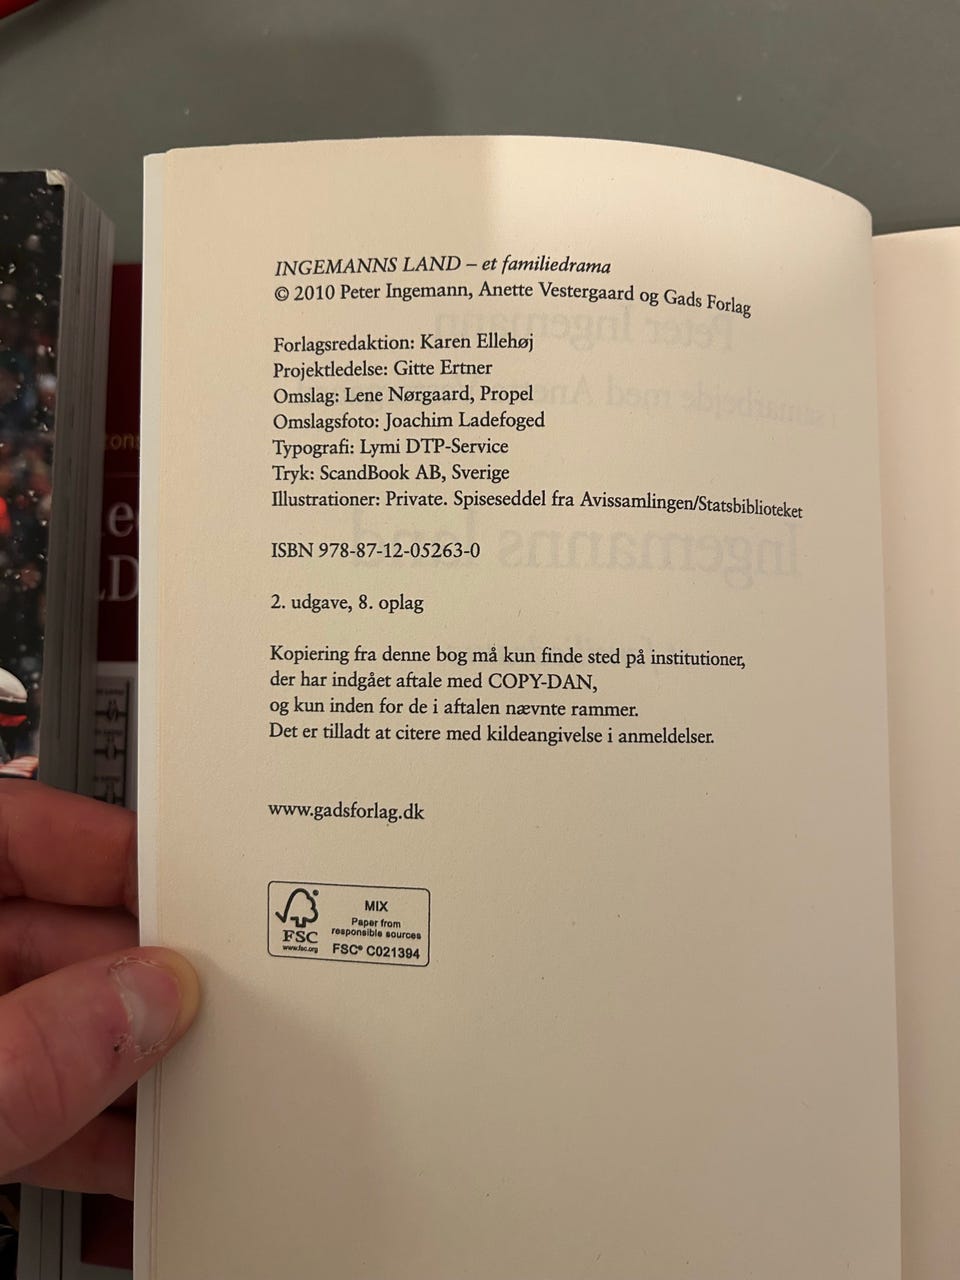 INGEMANNS LAND – et familiedrama
© 2010 Peter Ingemann, Anette Vestergaard og Gads Forlag
Forlagsredaktion: Karen Ellehøj
Projektledelse: Gitte Ertner
Omslag: Lene Nørgaard, Propel
Omslagsfoto: Joachim Ladefoged
Typografi: Lymi DTP-Service
Tryk: ScandBook AB, Sverige
Illustrationer: Private. Spiseseddel fra Avissamlingen/Statsbiblioteket
ISBN 978-87-12-05263-0
2. udgave, 8. oplag
Kopiering fra denne bog må kun finde sted på institutioner,
der har indgået aftale med COPY-DAN,
og kun inden for de i aftalen nævnte rammer.
Det er tilladt at citere med kildeangivelse i anmeldelser.
www.gadsforlag.dk
FSC
www.fsc.org
MIX
Paper from
responsible sources
FSC® C021394